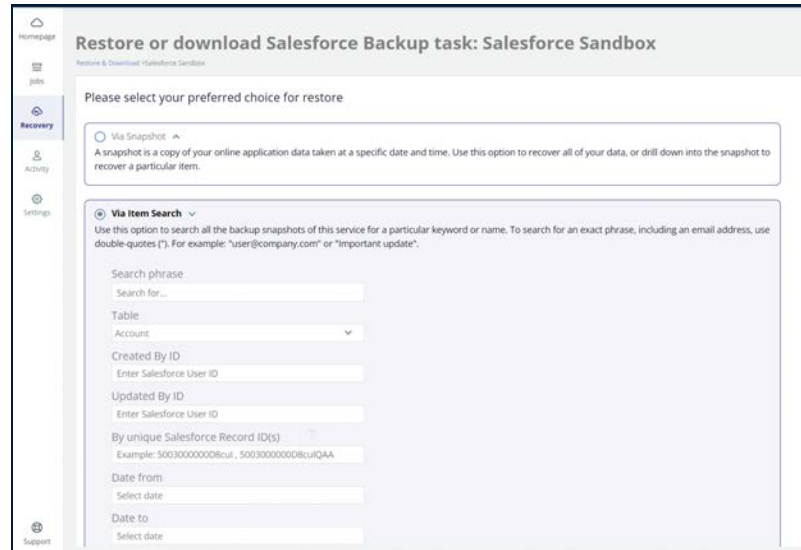 Homepage
Jobs
Recovery
Activity
Settings
Support
Restore or download Salesforce Backup task: Salesforce Sandbox
Restore & Download >Salesforce Sandbox
Please select your preferred choice for restore
Via Snapshot
A snapshot is a copy of your online application data taken at a specific date and time. Use this option to recover all of your data, or drill down into the snapshot to
recover a particular item.
Via Item Search
Use this option to search all the backup snapshots of this service for a particular keyword or name. To search for an exact phrase, including an email address, use
double-quotes ("). For example: "user@company.com" or "Important update".
Search phrase
Search for...
Table
Account
Created By ID
Enter Salesforce User ID
Updated By ID
Enter Salesforce User ID
By unique Salesforce Record ID(s)
Example: 5003000000D8cuI , 5003000000D8cuIQAA
Date from
Select date
Date to
Select date